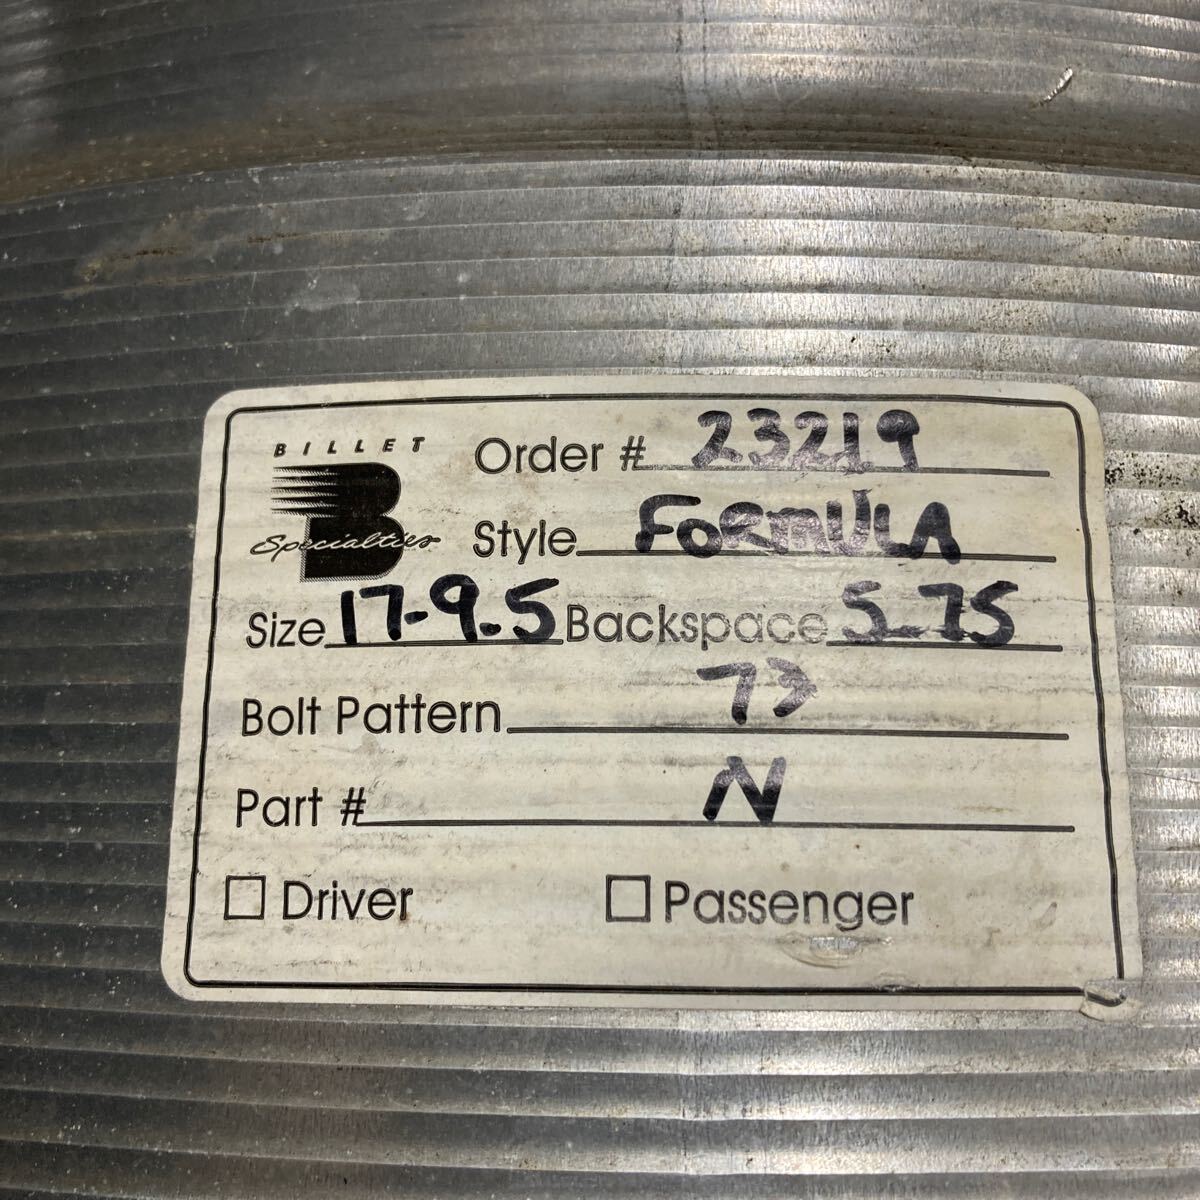 BILLET
B
Specialties
Order # 23219
Style FORMULA
Size 17-9.5 Backspace 5.75
Bolt Pattern 73
Part # N
Driver Passenger